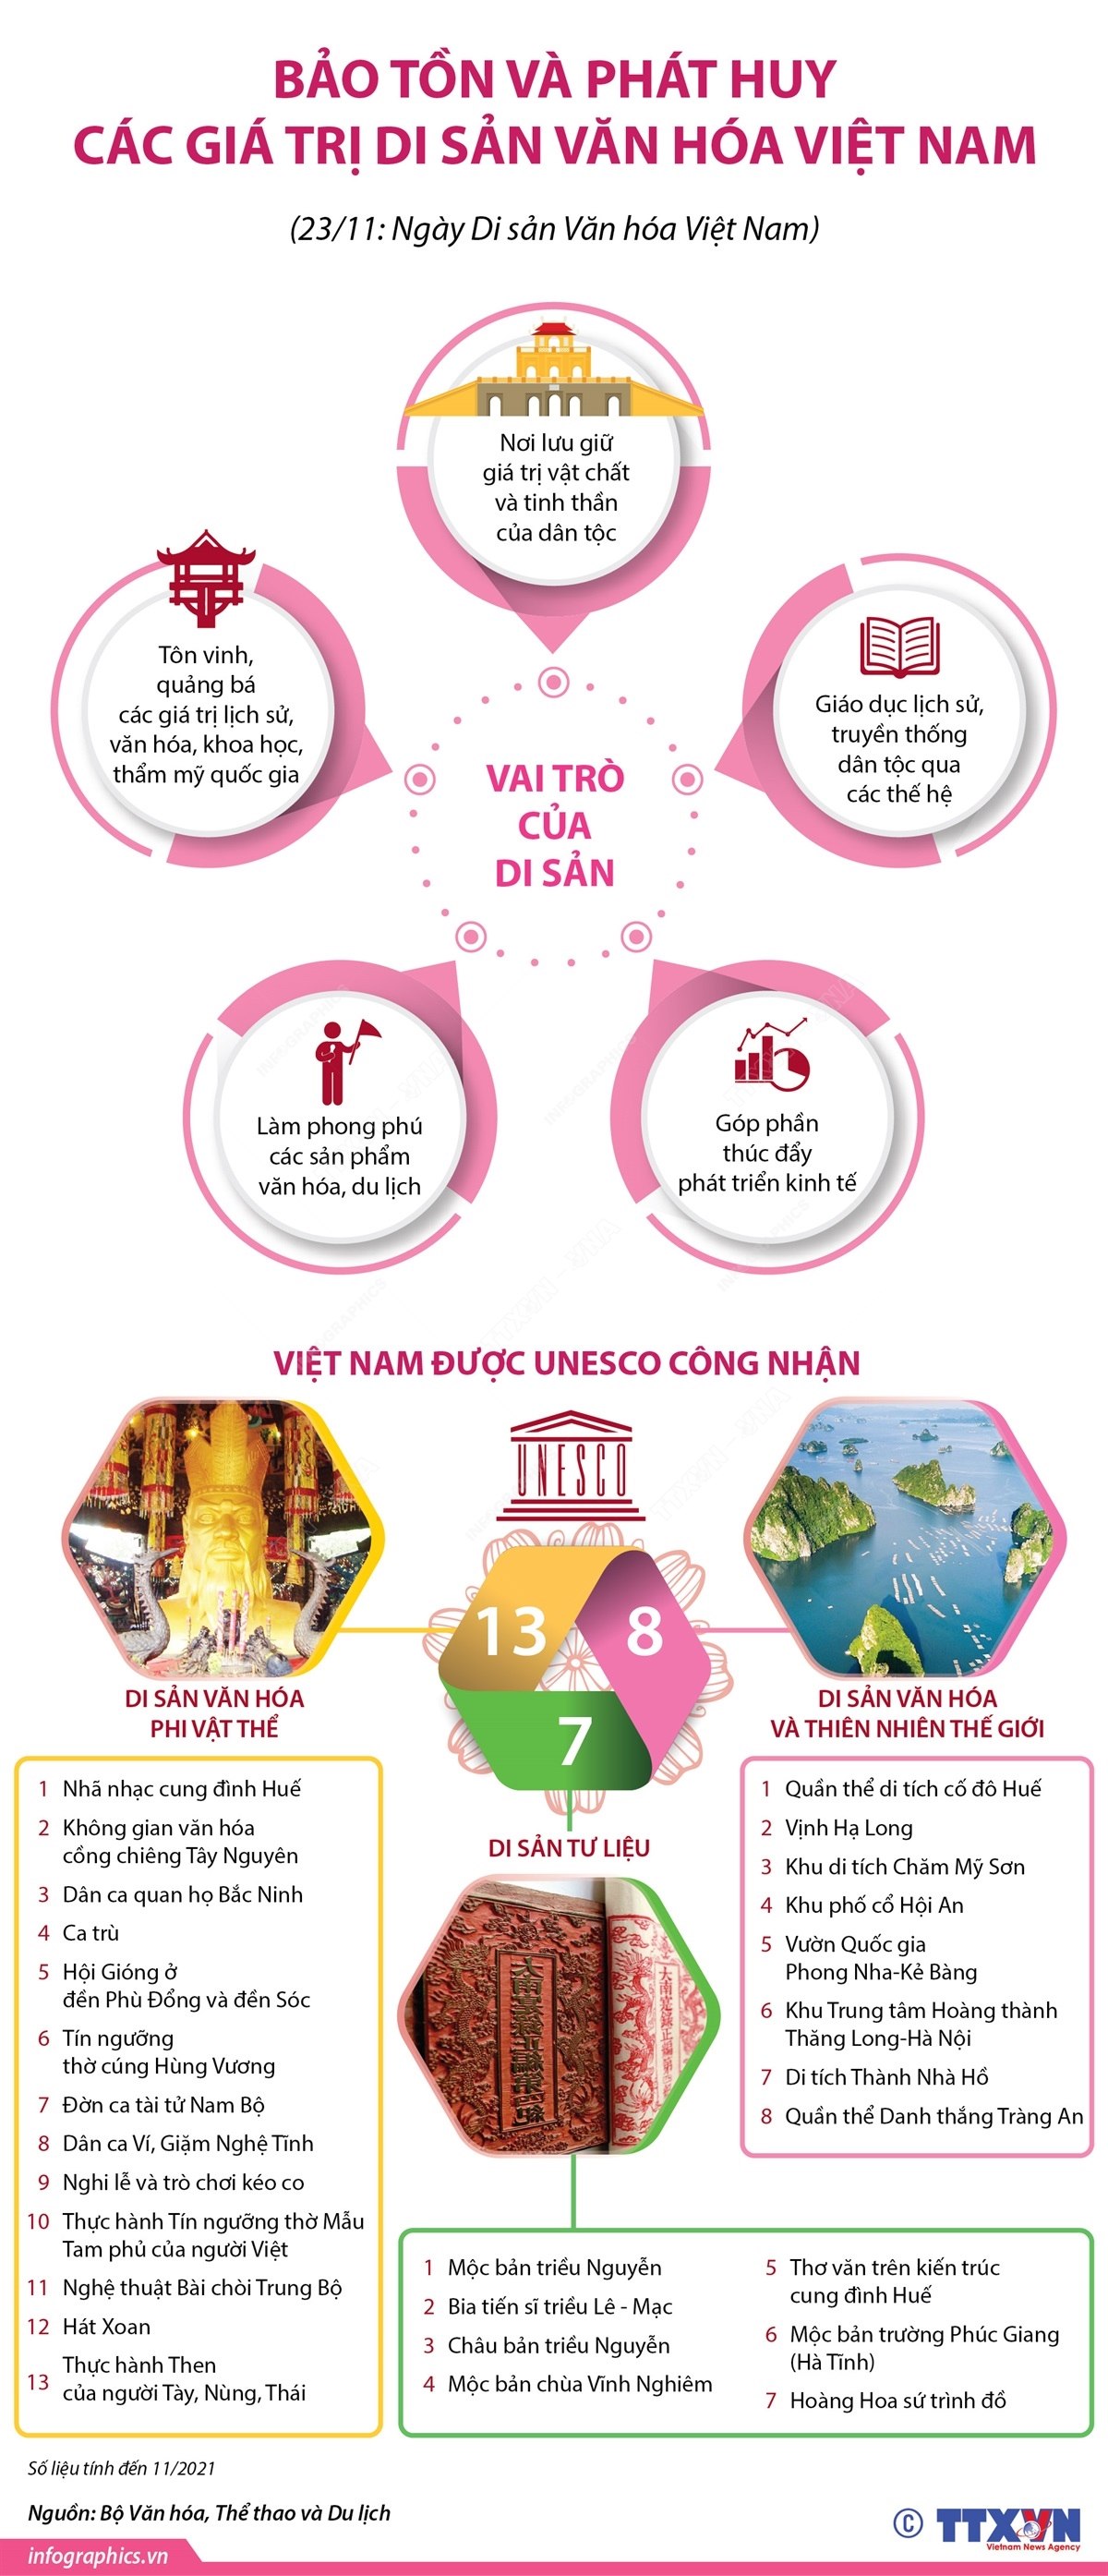 BẢO TỒN VÀ PHÁT HUY
CÁC GIÁ TRỊ DI SẢN VĂN HÓA VIỆT NAM
(23/11: Ngày Di sản Văn hóa Việt Nam)
Nơi lưu giữ
giá trị vật chất
và tinh thần
của dân tộc
Tôn vinh,
quảng bá
các giá trị lịch sử,
văn hóa, khoa học,
thẩm mỹ quốc gia
Giáo dục lịch sử,
truyền thống
dân tộc qua
các thế hệ
VAI TRÒ
CỦA
DI SẢN
Làm phong phú
các sản phẩm
văn hóa, du lịch
Góp phần
thúc đẩy
phát triển kinh tế
VIỆT NAM ĐƯỢC UNESCO CÔNG NHẬN
UNESCO
13
8
7
DI SẢN VĂN HÓA
PHI VẬT THỂ
1 Nhã nhạc cung đình Huế
2 Không gian văn hóa
cồng chiêng Tây Nguyên
3 Dân ca quan họ Bắc Ninh
4 Ca trù
5 Hội Gióng ở
đền Phù Đổng và đền Sóc
6 Tín ngưỡng
thờ cúng Hùng Vương
7 Đờn ca tài tử Nam Bộ
8 Dân ca Ví, Giặm Nghệ Tĩnh
9 Nghi lễ và trò chơi kéo co
10 Thực hành Tín ngưỡng thờ Mẫu
Tam phủ của người Việt
11 Nghệ thuật Bài chòi Trung Bộ
12 Hát Xoan
13 Thực hành Then
của người Tày, Nùng, Thái
DI SẢN VĂN HÓA
VÀ THIÊN NHIÊN THẾ GIỚI
1 Quần thể di tích cố đô Huế
2 Vịnh Hạ Long
3 Khu di tích Chăm Mỹ Sơn
4 Khu phố cổ Hội An
5 Vườn Quốc gia
Phong Nha-Kẻ Bàng
6 Khu Trung tâm Hoàng thành
Thăng Long-Hà Nội
7 Di tích Thành Nhà Hồ
8 Quần thể Danh thắng Tràng An
DI SẢN TƯ LIỆU
1 Mộc bản triều Nguyễn
2 Bia tiến sĩ triều Lê - Mạc
3 Châu bản triều Nguyễn
4 Mộc bản chùa Vĩnh Nghiêm
5 Thơ văn trên kiến trúc
cung đình Huế
6 Mộc bản trường Phúc Giang
(Hà Tĩnh)
7 Hoàng Hoa sứ trình đồ
Số liệu tính đến 11/2021
Nguồn: Bộ Văn hóa, Thể thao và Du lịch
© TTXVN
Vietnam News Agency
infographics.vn